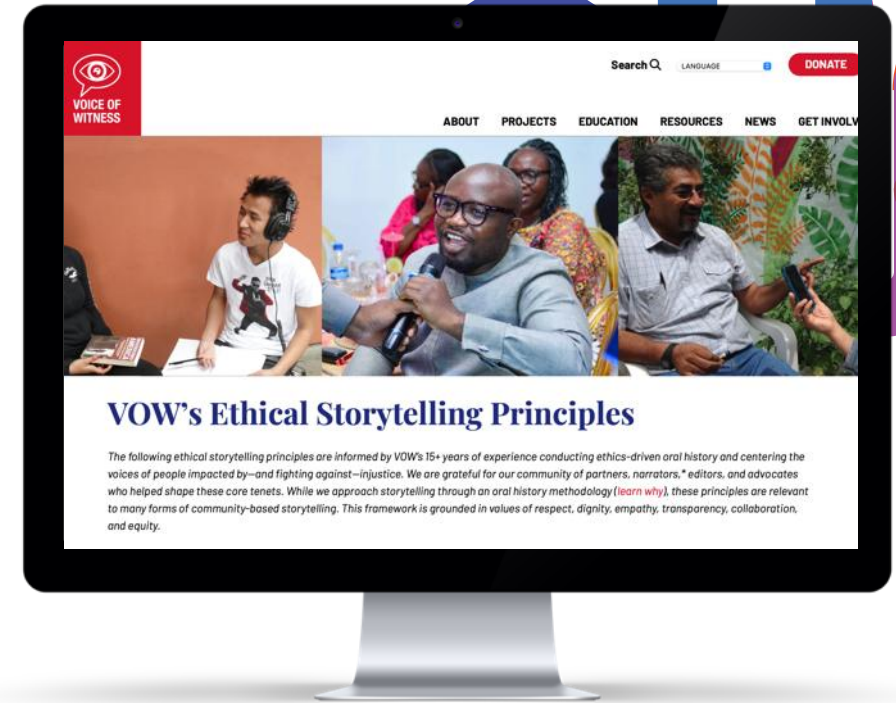 VOICE OF
WITNESS
Search
LANGUAGE
DONATE
ABOUT PROJECTS EDUCATION RESOURCES NEWS GET INVOLV
VOW's Ethical Storytelling Principles
The following ethical storytelling principles are informed by VOW's 15+ years of experience conducting ethics-driven oral history and centering the
voices of people impacted by—and fighting against—injustice. We are grateful for our community of partners, narrators,* editors, and advocates
who helped shape these core tenets. While we approach storytelling through an oral history methodology (learn why), these principles are relevant
to many forms of community-based storytelling. This framework is grounded in values of respect, dignity, empathy, transparency, collaboration,
and equity.